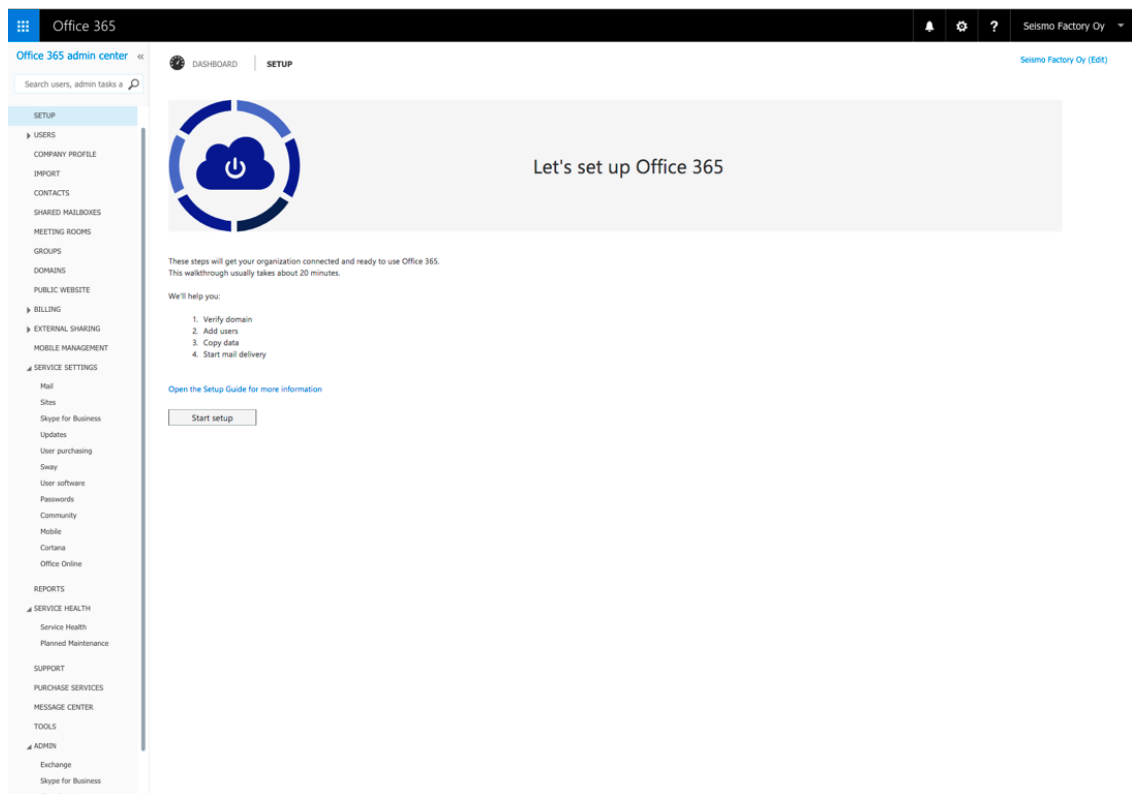 Office 365
? Seismo Factory Oy
Office 365 admin center «
Search users, admin tasks a
DASHBOARD SETUP
Seismo Factory Oy (Edit)
SETUP
USERS
COMPANY PROFILE
IMPORT
CONTACTS
SHARED MAILBOXES
MEETING ROOMS
GROUPS
DOMAINS
PUBLIC WEBSITE
BILLING
EXTERNAL SHARING
MOBILE MANAGEMENT
SERVICE SETTINGS
Mail
Sites
Skype for Business
Updates
User purchasing
Sway
User software
Passwords
Community
Mobile
Cortana
Office Online
REPORTS
SERVICE HEALTH
Service Health
Planned Maintenance
SUPPORT
PURCHASE SERVICES
MESSAGE CENTER
TOOLS
ADMIN
Exchange
Skype for Business
Let's set up Office 365
These steps will get your organization connected and ready to use Office 365.
This walkthrough usually takes about 20 minutes.
We'll help you:
1. Verify domain
2. Add users
3. Copy data
4. Start mail delivery
Open the Setup Guide for more information
Start setup